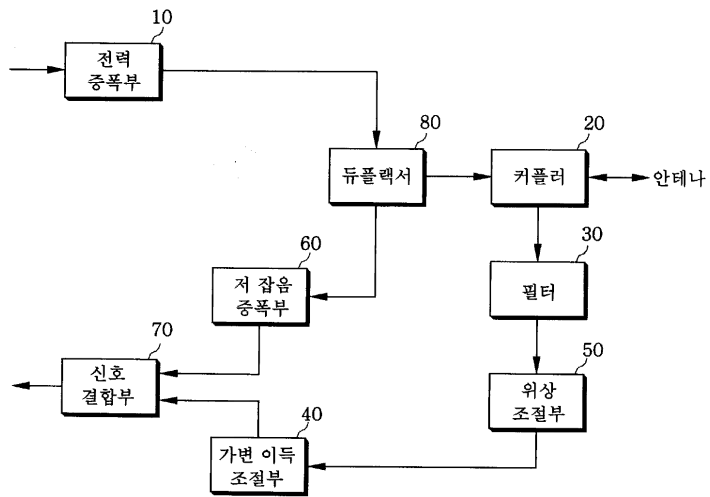 10
전력
증폭부
80
듀플랙서
20
커플러
안테나
60
저 잡음
증폭부
30
필터
70
신호
결합부
50
위상
조절부
40
가변 이득
조절부